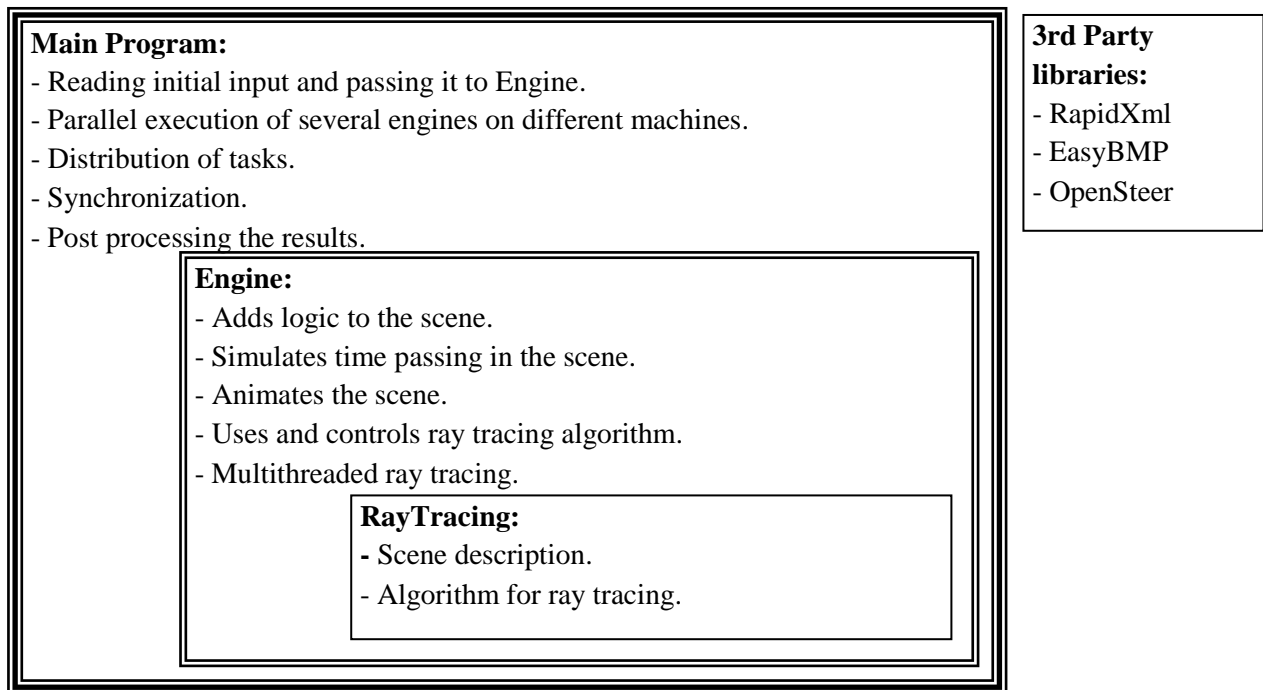 Main Program:
- Reading initial input and passing it to Engine.
- Parallel execution of several engines on different machines.
- Distribution of tasks.
- Synchronization.
- Post processing the results.
Engine:
- Adds logic to the scene.
- Simulates time passing in the scene.
- Animates the scene.
- Uses and controls ray tracing algorithm.
- Multithreaded ray tracing.
RayTracing:
- Scene description.
- Algorithm for ray tracing.
3rd Party
libraries:
- RapidXml
- EasyBMP
- OpenSteer